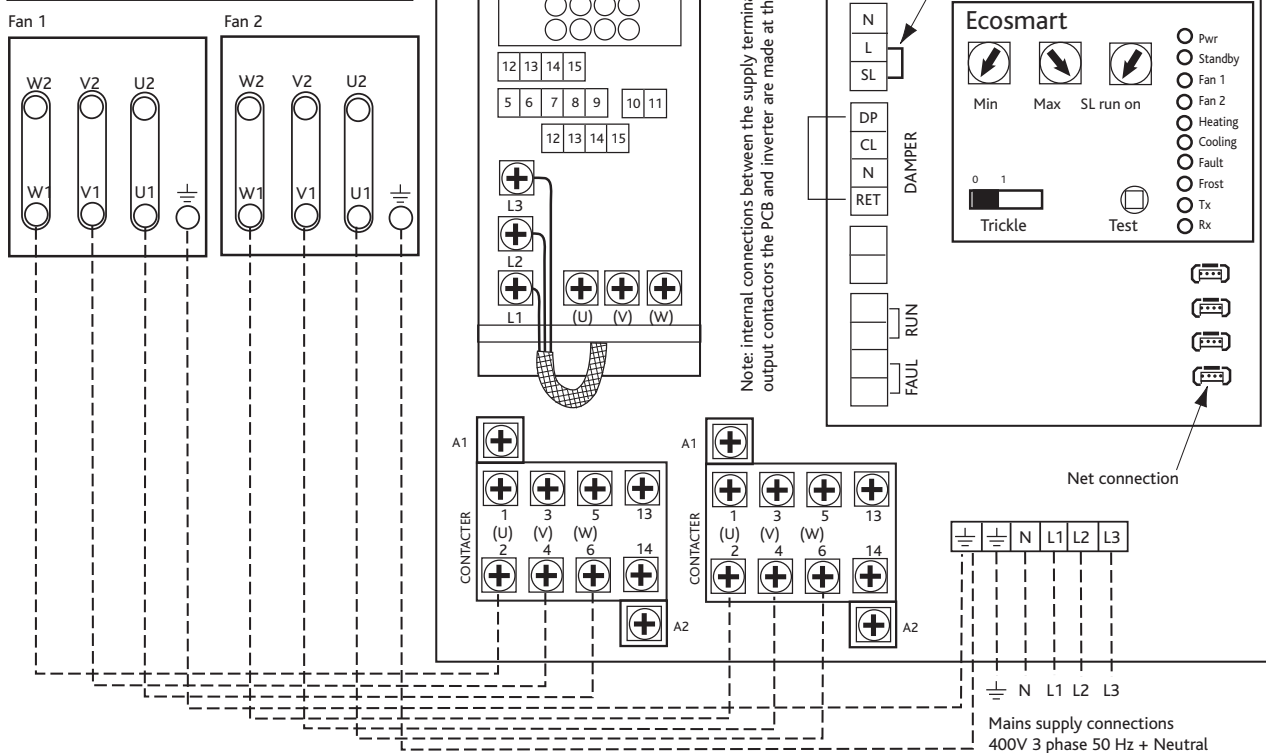 Fan 1
W2 V2 U2
W1 V1 U1
Fan 2
W2 V2 U2
W1 V1 U1
12 13 14 15
5 6 7 8 9 10 11
12 13 14 15
L3
L2
L1
(U) (V) (W)
Note: internal connections between the supply
output contactors the PCB and inverter are made at
N
L
SL
DP
CL
N
RET
DAMPER
RUN
FAUL
Ecosmart
Min Max SL run on
0 1
Trickle
Test
Pwr
Standby
Fan 1
Fan 2
Heating
Cooling
Fault
Frost
Tx
Rx
Net connection
A1
CONTACTER
1 3 5 13
(U) (V) (W)
2 4 6 14
A2
A1
CONTACTER
1 3 5 13
(U) (V) (W)
2 4 6 14
A2
N L1 L2 L3
N L1 L2 L3
Mains supply connections
400V 3 phase 50 Hz + Neutral